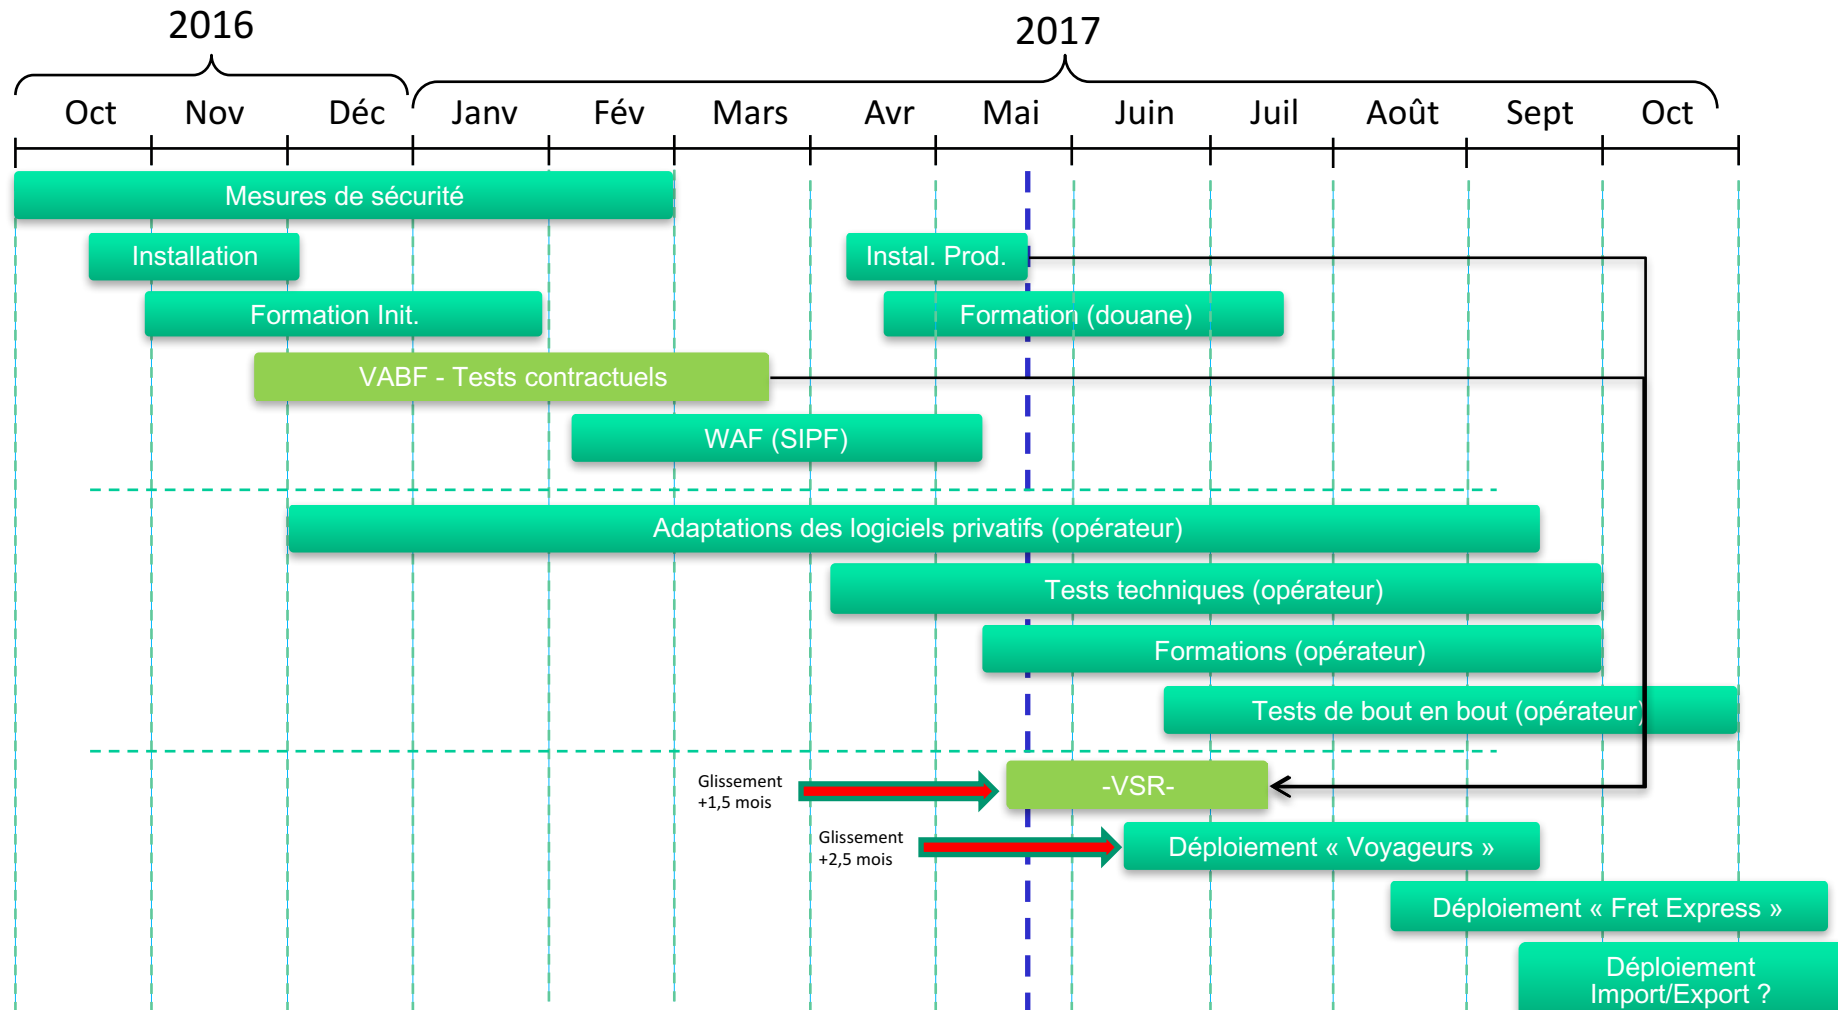 2016
2017
Oct
Nov
Déc
Janv
Fév
Mars
Avr
Mai
Juin
Juil
Août
Sept
Oct
Mesures de sécurité
Installation
Instal. Prod.
Formation Init.
Formation (douane)
VABF - Tests contractuels
WAF (SIPF)
Adaptations des logiciels privatifs (opérateur)
Tests techniques (opérateur)
Formations (opérateur)
Tests de bout en bout (opérateur)
Glissement
+1,5 mois
-VSR-
Glissement
+2,5 mois
Déploiement « Voyageurs »
Déploiement « Fret Express »
Déploiement
Import/Export ?